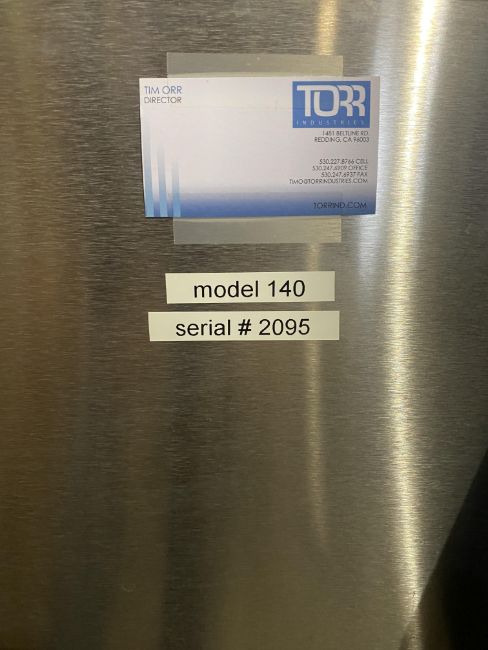 TIM ORR
DIRECTOR
TORR
INDUSTRIES
1451 BELTLINE RD.
REDDING, CA 96003
530.227.8766 CELL
530.247.6909 OFFICE
530.247.6937 FAX
TIMO@TORRINDUSTRIES.COM
TORRIND.COM
model 140
serial # 2095